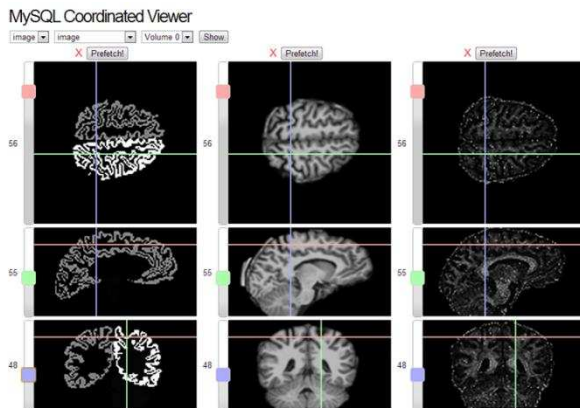 MySQL Coordinated Viewer
image image Volume 0 Show
X Prefetch! X Prefetch! X Prefetch!
56 56 56
55 55 55
48 48 48